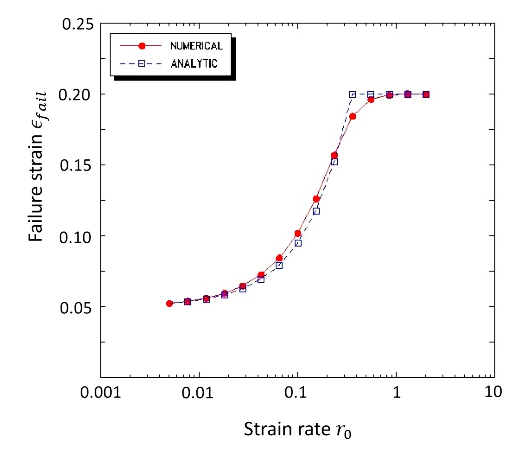 0.25
NUMERICAL
ANALYTIC
0.20
0.15
0.10
0.05
Failure strain ϵ_fail
0.001 0.01 0.1 1 10
Strain rate r₀